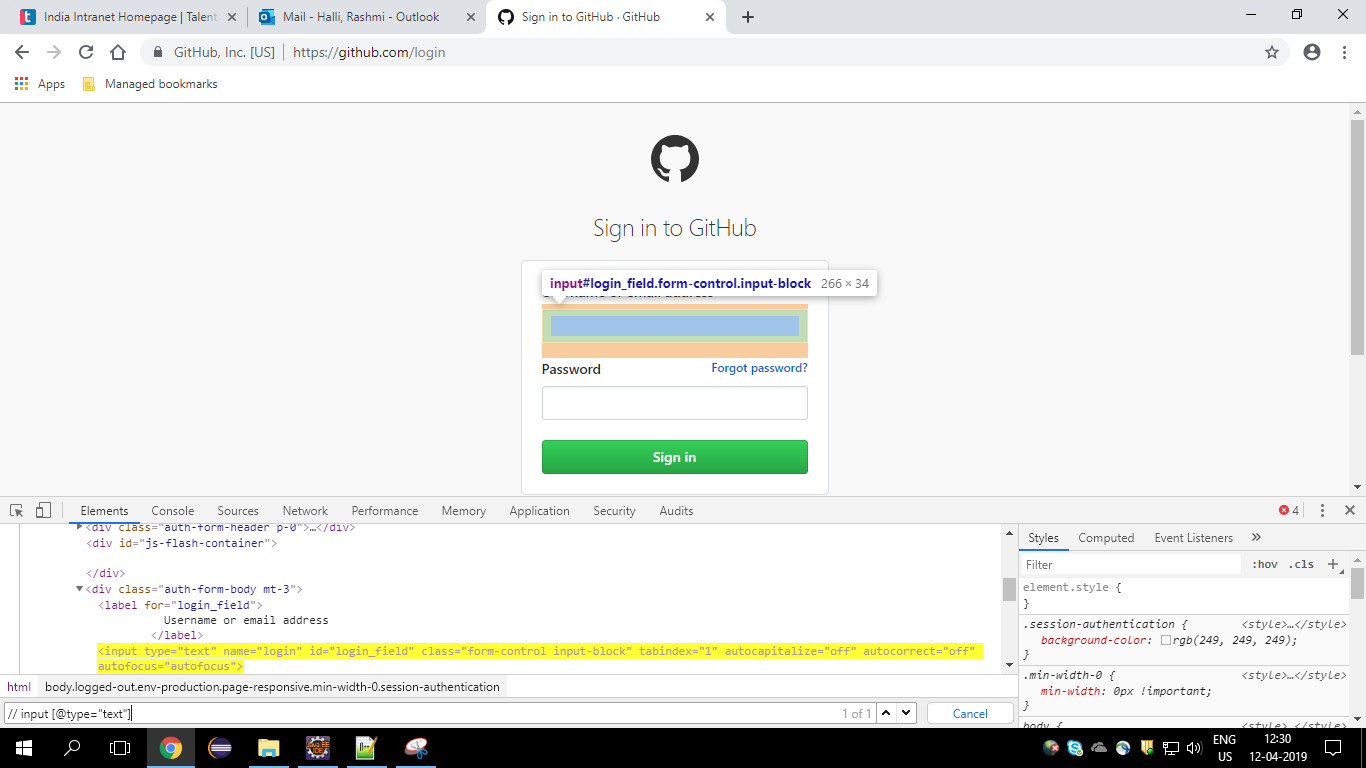 India Intranet Homepage | Talent
Mail - Halli, Rashmi - Outlook
Sign in to GitHub · GitHub
GitHub, Inc. [US] | https://github.com/login
Apps
Managed bookmarks
Sign in to GitHub
input#login_field.form-control.input-block 266 × 34
Password
Forgot password?
Sign in
Elements Console Sources Network Performance Memory Application Security Audits
4
<div class="auth-form-header p-0">…</div>
<div id="js-flash-container">
</div>
<div class="auth-form-body mt-3">
<label for="login_field">
Username or email address
</label>
<input type="text" name="login" id="login_field" class="form-control input-block" tabindex="1" autocapitalize="off" autocorrect="off"
autofocus="autofocus">
html body.logged-out.env-production.page-responsive.min-width-0.session-authentication
// input [@type="text"]
1 of 1
Cancel
Styles Computed Event Listeners »
Filter
:hov .cls +
element.style {
}
.session-authentication { <style>…</style>
background-color: rgb(249, 249, 249);
}
.min-width-0 { <style>…</style>
min-width: 0px !important;
}
body { <style>…</style>
ENG
US
12:30
12-04-2019